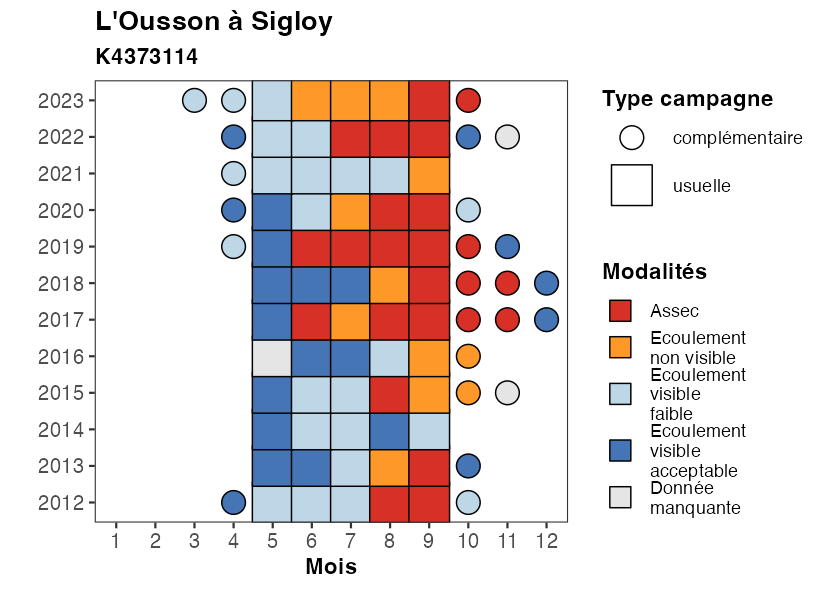 L'Ousson à Sigloy
K4373114
2023
2022
2021
2020
2019
2018
2017
2016
2015
2014
2013
2012
1 2 3 4 5 6 7 8 9 10 11 12
Mois
Type campagne
complémentaire
usuelle
Modalités
Assec
Ecoulement
non visible
Ecoulement
visible
faible
Ecoulement
visible
acceptable
Donnée
manquante